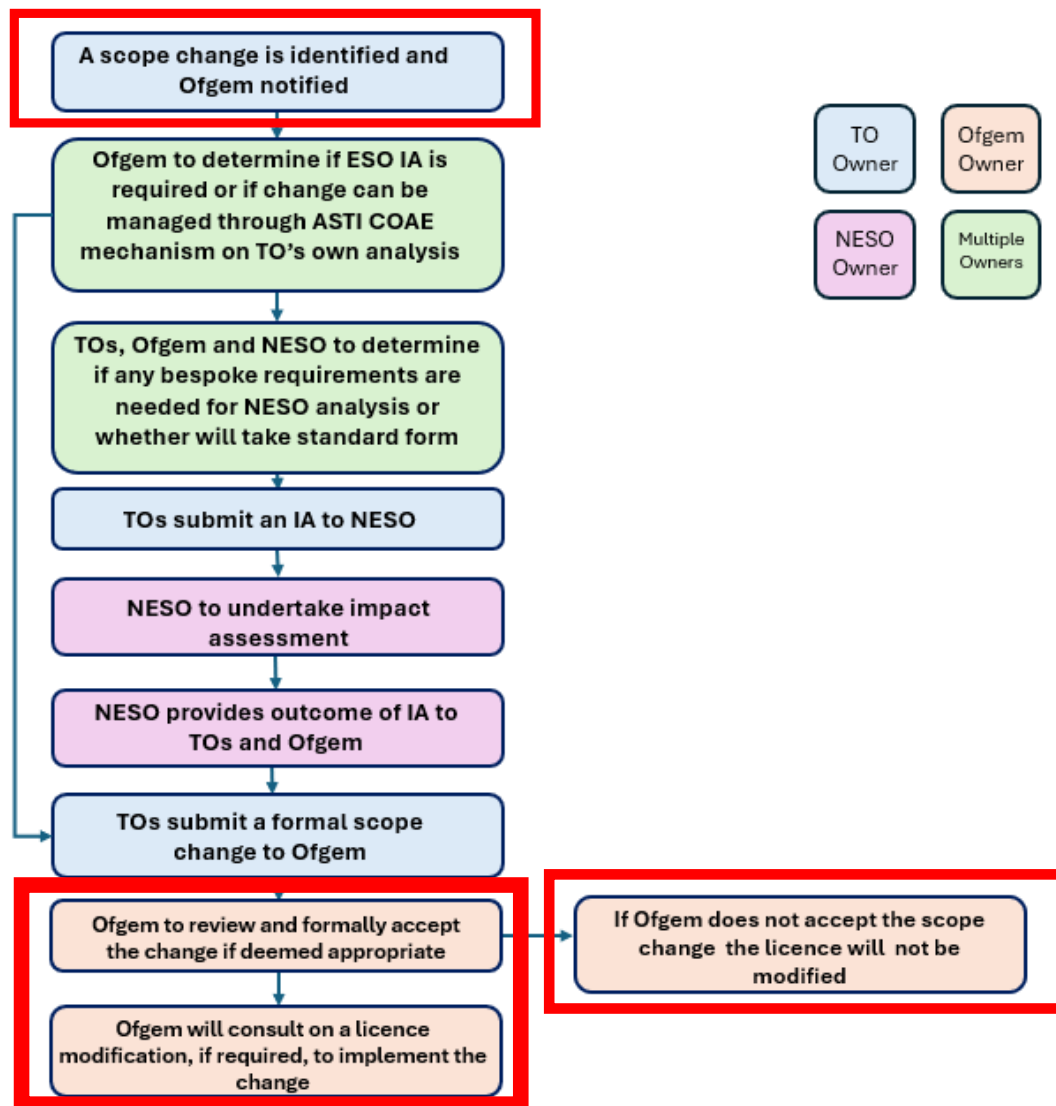 A scope change is identified and
Ofgem notified
TO
Owner
Ofgem
Owner
NESO
Owner
Multiple
Owners
Ofgem to determine if ESO IA is
required or if change can be
managed through ASTI COAE
mechanism on TO's own analysis
TOs, Ofgem and NESO to determine
if any bespoke requirements are
needed for NESO analysis or
whether will take standard form
TOs submit an IA to NESO
NESO to undertake impact
assessment
NESO provides outcome of IA to
TOs and Ofgem
TOs submit a formal scope
change to Ofgem
Ofgem to review and formally accept
the change if deemed appropriate
If Ofgem does not accept the scope
change the licence will not be
modified
Ofgem will consult on a licence
modification, if required, to implement the
change